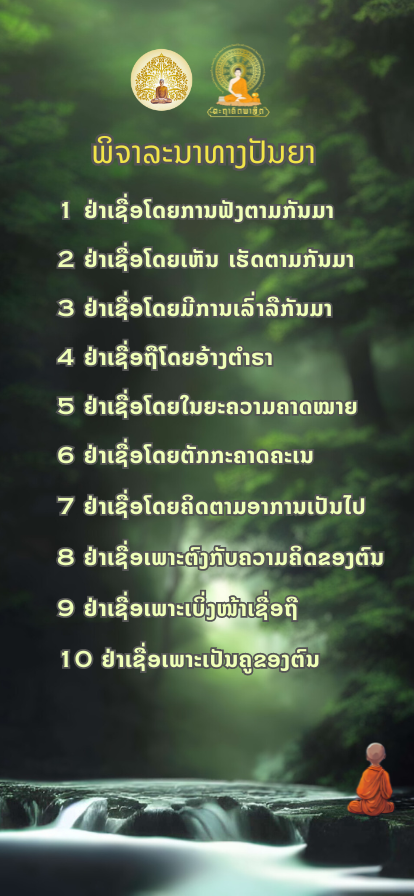 ພິຈາລະນາທາງປັນຍາ
1 ຢ່າເຊື່ອໂດຍການຟັງຕາມກັນມາ
2 ຢ່າເຊື່ອໂດຍເຫັນ ເຮັດຕາມກັນມາ
3 ຢ່າເຊື່ອໂດຍມີການເລົ່າລືກັນມາ
4 ຢ່າເຊື່ອຖືໂດຍອ້າງຕຳຣາ
5 ຢ່າເຊື່ອໂດຍໃນຍະຄວາມຄາດໝາຍ
6 ຢ່າເຊື່ອໂດຍຕັກກະຄາດຄະເນ
7 ຢ່າເຊື່ອໂດຍຄິດຕາມອາການເປັນໄປ
8 ຢ່າເຊື່ອເພາະຕົງກັບຄວາມຄິດຂອງຕົນ
9 ຢ່າເຊື່ອເພາະເບິ່ງໜ້າເຊື່ອຖື
10 ຢ່າເຊື່ອເພາະເປັນຄູຂອງຕົນ